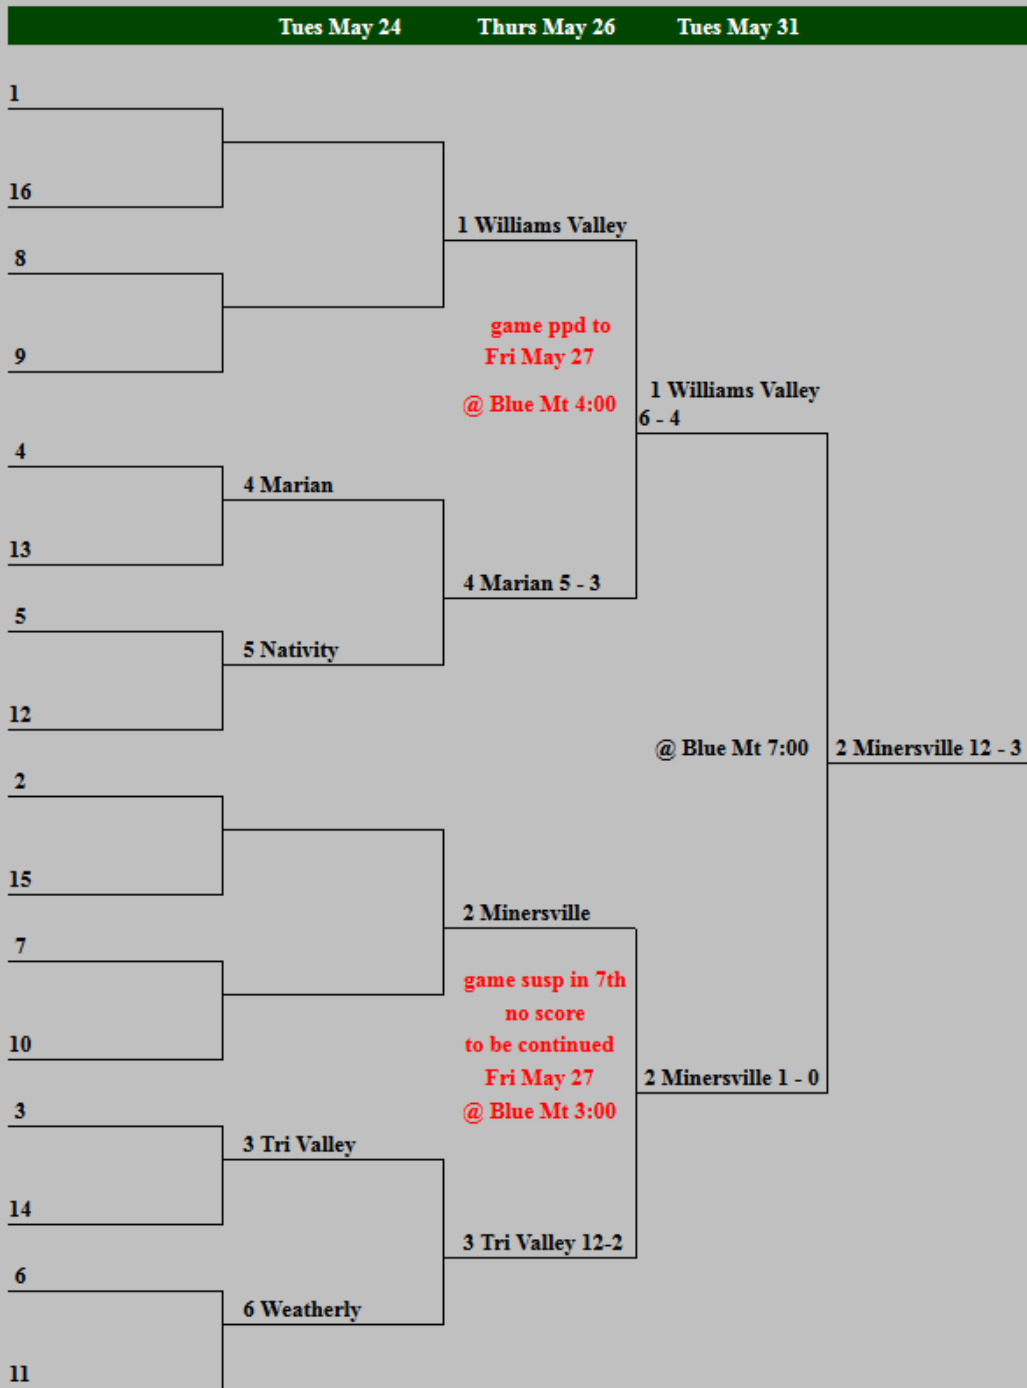 Tues May 24 Thurs May 26 Tues May 31
1
16
1 Williams Valley
8
game ppd to
Fri May 27
9
1 Williams Valley
@ Blue Mt 4:00
6 - 4
4
4 Marian
13
4 Marian 5 - 3
5
5 Nativity
12
@ Blue Mt 7:00
2 Minersville 12 - 3
2
15
2 Minersville
7
game susp in 7th
no score
10
to be continued
Fri May 27
2 Minersville 1 - 0
3
@ Blue Mt 3:00
3 Tri Valley
14
3 Tri Valley 12-2
6
6 Weatherly
11